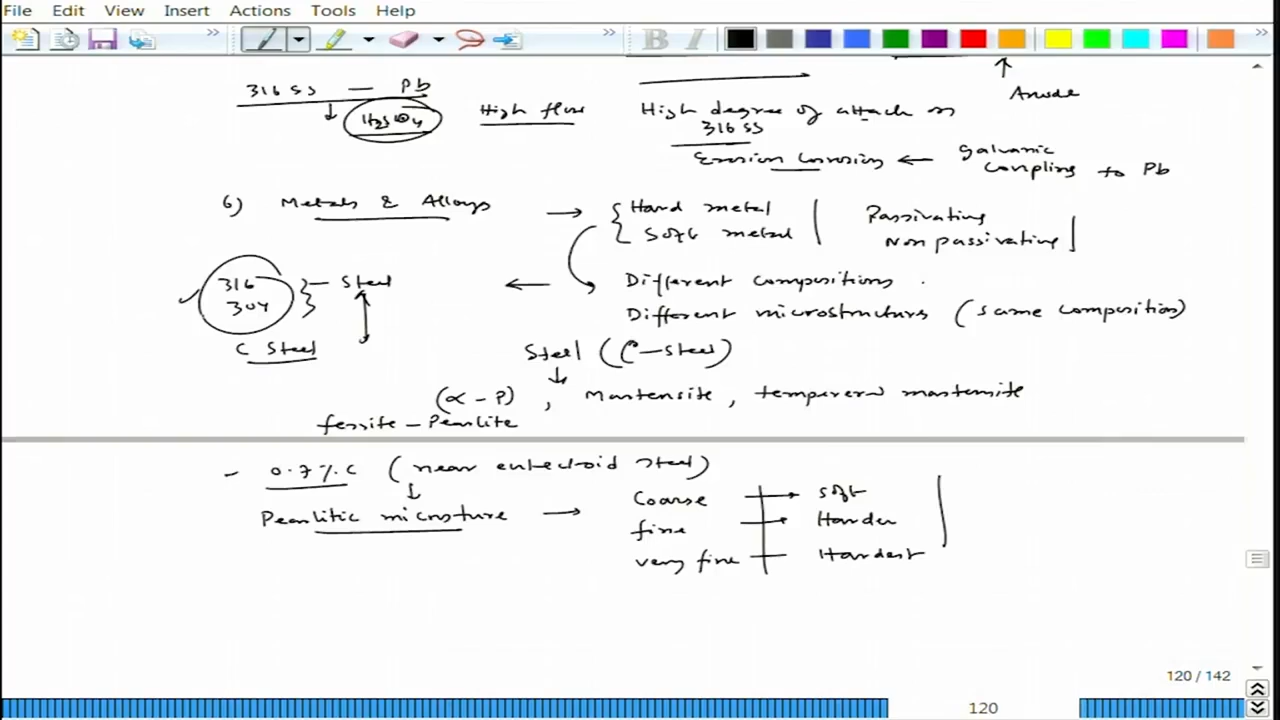 File Edit View Insert Actions Tools Help
316 SS — Pb
H2SO4
High flow
Anode
High degree of attack on
316 SS
Erosion Corrosion ← Galvanic
Coupling to Pb
6) Metals & Alloys → { Hard metal
Soft metal
Passivating
Non passivating
316
304 } — Steel
C Steel
← Different Compositions
Different microstructures (Same Composition)
Steel (C-Steel)
↓
(α - P) , Martensite , tempered martensite
ferrite - Pearlite
- 0.7%C (near eutectoid steel)
↓
Pearlitic microsture →
Coarse → Soft
fine → Harder
very fine — Hardest
120 / 142
120